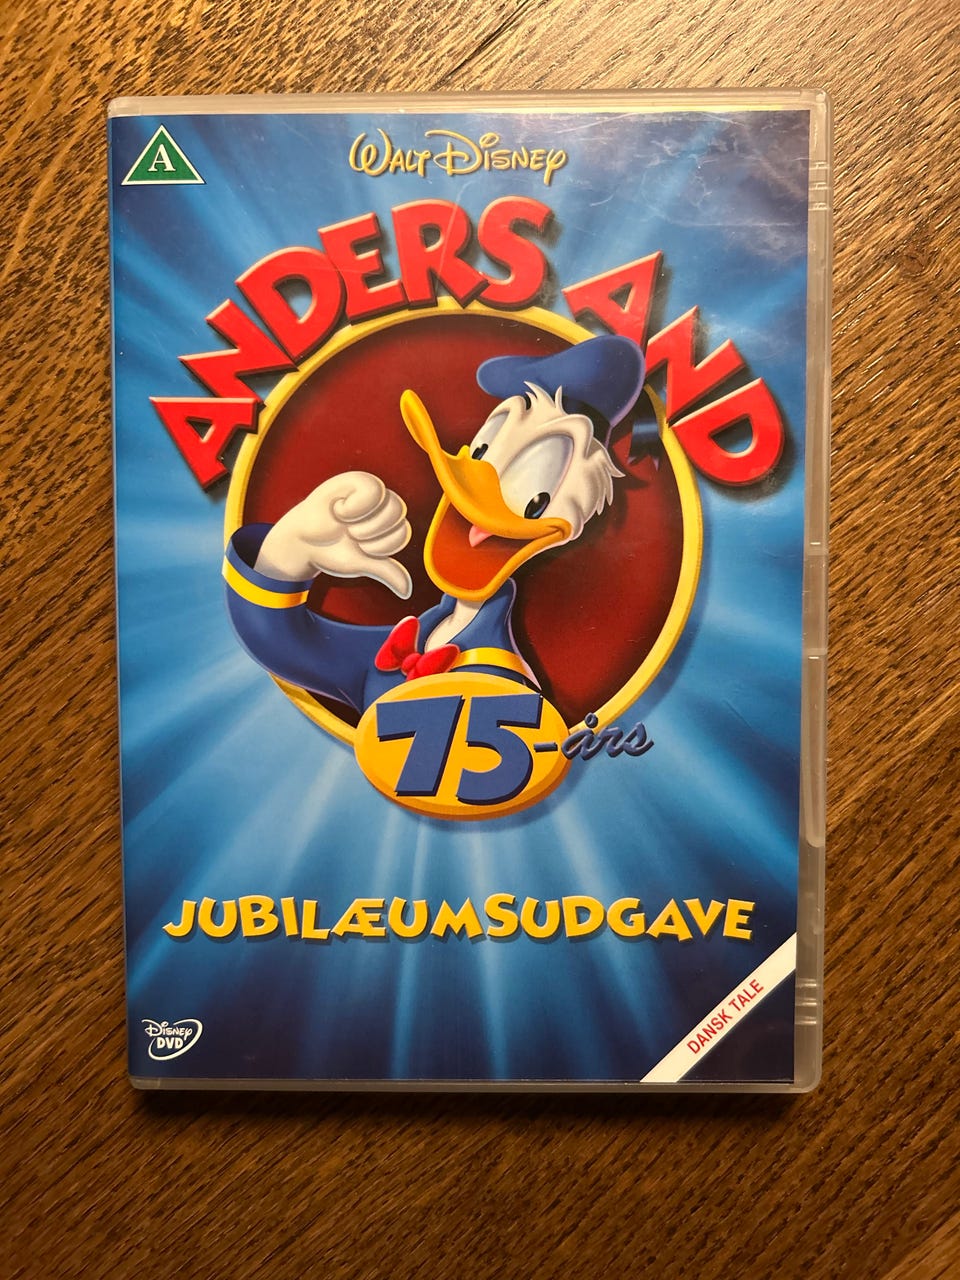 A
WALT DISNEY
ANDERS AND
75-års
JUBILÆUMSUDGAVE
DANSK TALE
DISNEY
DVD